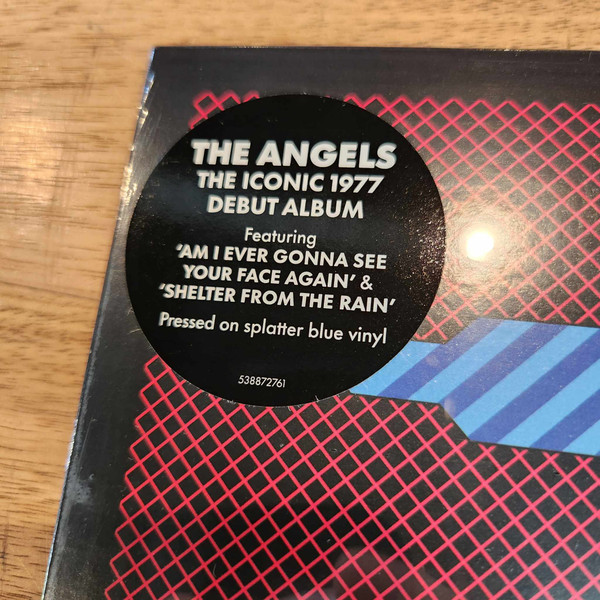 THE ANGELS
THE ICONIC 1977
DEBUT ALBUM
Featuring
‘AM I EVER GONNA SEE
YOUR FACE AGAIN’ &
‘SHELTER FROM THE RAIN’
Pressed on splatter blue vinyl
538872761